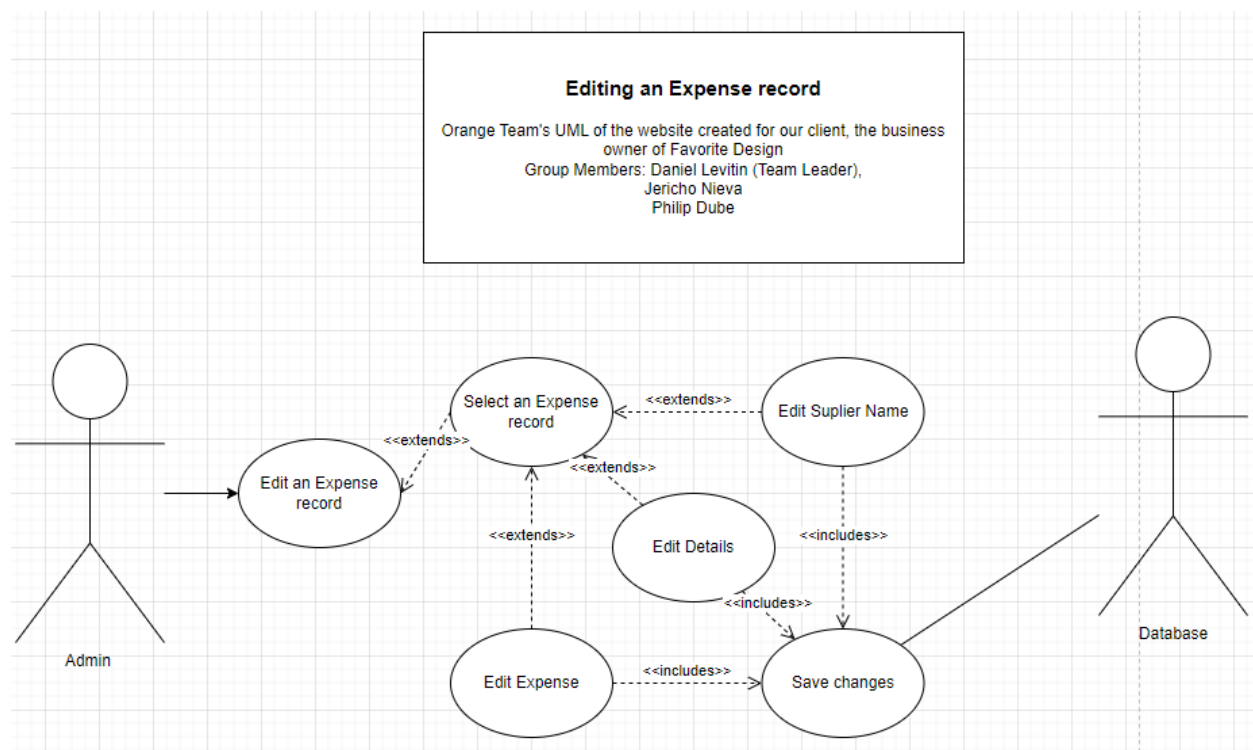 Editing an Expense record
Orange Team's UML of the website created for our client, the business
owner of Favorite Design
Group Members: Daniel Levitin (Team Leader),
Jericho Nieva
Philip Dube
Select an Expense
record
<<extends>>
Edit Suplier Name
<<extends>>
<<extends>>
Edit an Expense
record
<<extends>>
<<includes>>
Edit Details
<<includes>>
Database
Admin
Edit Expense
<<includes>>
Save changes